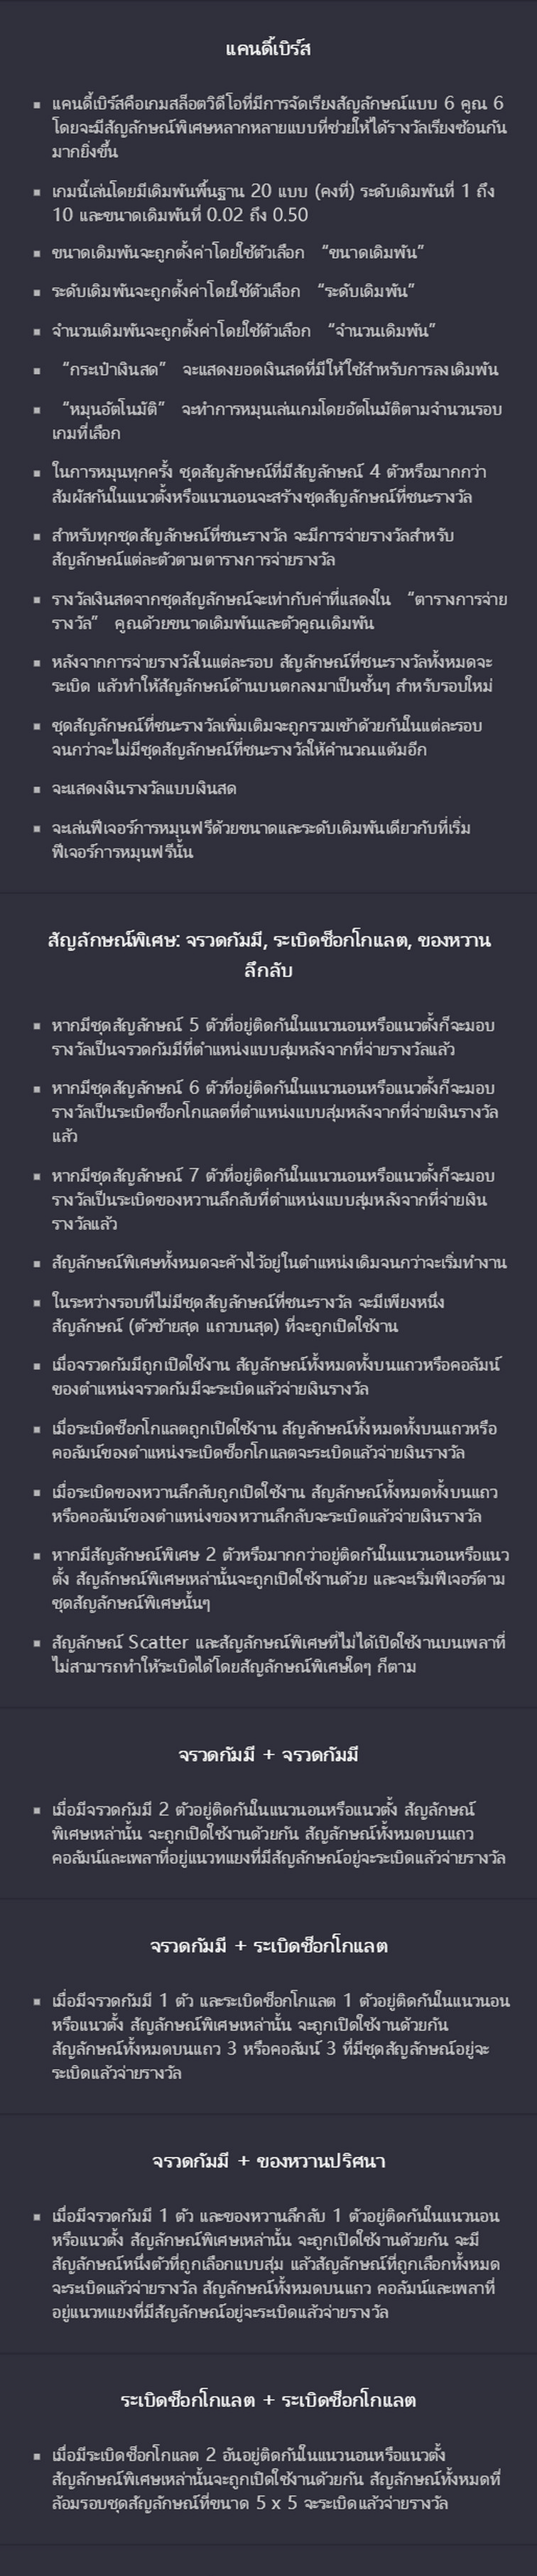 แคนดี้เบิร์ส
▪ แคนดี้เบิร์สคือเกมสล็อตวิดีโอที่มีการจัดเรียงสัญลักษณ์แบบ 6 คูณ 6
โดยจะมีสัญลักษณ์พิเศษหลากหลายแบบที่ช่วยให้ได้รางวัลเรียงซ้อนกัน
มากยิ่งขึ้น
▪ เกมนี้เล่นโดยมีเดิมพันพื้นฐาน 20 แบบ (คงที่) ระดับเดิมพันที่ 1 ถึง
10 และขนาดเดิมพันที่ 0.02 ถึง 0.50
▪ ขนาดเดิมพันจะถูกตั้งค่าโดยใช้ตัวเลือก “ขนาดเดิมพัน”
▪ ระดับเดิมพันจะถูกตั้งค่าโดยใช้ตัวเลือก “ระดับเดิมพัน”
▪ จำนวนเดิมพันจะถูกตั้งค่าโดยใช้ตัวเลือก “จำนวนเดิมพัน”
▪ “กระเป๋าเงินสด” จะแสดงยอดเงินสดที่มีให้ใช้สำหรับการลงเดิมพัน
▪ “หมุนอัตโนมัติ” จะทำการหมุนเล่นเกมโดยอัตโนมัติตามจำนวนรอบ
เกมที่เลือก
▪ ในการหมุนทุกครั้ง ชุดสัญลักษณ์ที่มีสัญลักษณ์ 4 ตัวหรือมากกว่า
สัมผัสกันในแนวตั้งหรือแนวนอนจะสร้างชุดสัญลักษณ์ที่ชนะรางวัล
▪ สำหรับทุกชุดสัญลักษณ์ที่ชนะรางวัล จะมีการจ่ายรางวัลสำหรับ
สัญลักษณ์แต่ละตัวตามตารางการจ่ายรางวัล
▪ รางวัลเงินสดจากชุดสัญลักษณ์จะเท่ากับค่าที่แสดงใน “ตารางการจ่าย
รางวัล” คูณด้วยขนาดเดิมพันและตัวคูณเดิมพัน
▪ หลังจากการจ่ายรางวัลในแต่ละรอบ สัญลักษณ์ที่ชนะรางวัลทั้งหมดจะ
ระเบิด แล้วทำให้สัญลักษณ์ด้านบนตกลงมาเป็นชั้นๆ สำหรับรอบใหม่
▪ ชุดสัญลักษณ์ที่ชนะรางวัลเพิ่มเติมจะถูกรวมเข้าด้วยกันในแต่ละรอบ
จนกว่าจะไม่มีชุดสัญลักษณ์ที่ชนะรางวัลให้คำนวณแต้มอีก
▪ จะแสดงเงินรางวัลแบบเงินสด
▪ จะเล่นฟีเจอร์การหมุนฟรีด้วยขนาดและระดับเดิมพันเดียวกับที่เริ่ม
ฟีเจอร์การหมุนฟรีนั้น
สัญลักษณ์พิเศษ: จรวดกัมมี, ระเบิดช็อกโกแลต, ของหวาน
ลึกลับ
▪ หากมีชุดสัญลักษณ์ 5 ตัวที่อยู่ติดกันในแนวนอนหรือแนวตั้งก็จะมอบ
รางวัลเป็นจรวดกัมมีที่ตำแหน่งแบบสุ่มหลังจากที่จ่ายรางวัลแล้ว
▪ หากมีชุดสัญลักษณ์ 6 ตัวที่อยู่ติดกันในแนวนอนหรือแนวตั้งก็จะมอบ
รางวัลเป็นระเบิดช็อกโกแลตที่ตำแหน่งแบบสุ่มหลังจากที่จ่ายเงินรางวัล
แล้ว
▪ หากมีชุดสัญลักษณ์ 7 ตัวที่อยู่ติดกันในแนวนอนหรือแนวตั้งก็จะมอบ
รางวัลเป็นระเบิดของหวานลึกลับที่ตำแหน่งแบบสุ่มหลังจากที่จ่ายเงิน
รางวัลแล้ว
▪ สัญลักษณ์พิเศษทั้งหมดจะค้างไว้อยู่ในตำแหน่งเดิมจนกว่าจะเริ่มทำงาน
▪ ในระหว่างรอบที่ไม่มีชุดสัญลักษณ์ที่ชนะรางวัล จะมีเพียงหนึ่ง
สัญลักษณ์ (ตัวซ้ายสุด แถวบนสุด) ที่จะถูกเปิดใช้งาน
▪ เมื่อจรวดกัมมีถูกเปิดใช้งาน สัญลักษณ์ทั้งหมดทั้งบนแถวหรือคอลัมน์
ของตำแหน่งจรวดกัมมีจะระเบิดแล้วจ่ายเงินรางวัล
▪ เมื่อระเบิดช็อกโกแลตถูกเปิดใช้งาน สัญลักษณ์ทั้งหมดทั้งบนแถวหรือ
คอลัมน์ของตำแหน่งระเบิดช็อกโกแลตจะระเบิดแล้วจ่ายเงินรางวัล
▪ เมื่อระเบิดของหวานลึกลับถูกเปิดใช้งาน สัญลักษณ์ทั้งหมดทั้งบนแถว
หรือคอลัมน์ของตำแหน่งของหวานลึกลับจะระเบิดแล้วจ่ายเงินรางวัล
▪ หากมีสัญลักษณ์พิเศษ 2 ตัวหรือมากกว่าอยู่ติดกันในแนวนอนหรือแนว
ตั้ง สัญลักษณ์พิเศษเหล่านั้นจะถูกเปิดใช้งานด้วย และจะเริ่มฟีเจอร์ตาม
ชุดสัญลักษณ์พิเศษนั้นๆ
▪ สัญลักษณ์ Scatter และสัญลักษณ์พิเศษที่ไม่ได้เปิดใช้งานบนเพลาที่
ไม่สามารถทำให้ระเบิดได้โดยสัญลักษณ์พิเศษใดๆ ก็ตาม
จรวดกัมมี + จรวดกัมมี
▪ เมื่อมีจรวดกัมมี 2 ตัวอยู่ติดกันในแนวนอนหรือแนวตั้ง สัญลักษณ์
พิเศษเหล่านั้น จะถูกเปิดใช้งานด้วยกัน สัญลักษณ์ทั้งหมดบนแถว
คอลัมน์และเพลาที่อยู่แนวทแยงที่มีสัญลักษณ์อยู่จะระเบิดแล้วจ่ายรางวัล
จรวดกัมมี + ระเบิดช็อกโกแลต
▪ เมื่อมีจรวดกัมมี 1 ตัว และระเบิดช็อกโกแลต 1 ตัวอยู่ติดกันในแนวนอน
หรือแนวตั้ง สัญลักษณ์พิเศษเหล่านั้น จะถูกเปิดใช้งานด้วยกัน
สัญลักษณ์ทั้งหมดบนแถว 3 หรือคอลัมน์ 3 ที่มีชุดสัญลักษณ์อยู่จะ
ระเบิดแล้วจ่ายรางวัล
จรวดกัมมี + ของหวานปริศนา
▪ เมื่อมีจรวดกัมมี 1 ตัว และของหวานลึกลับ 1 ตัวอยู่ติดกันในแนวนอน
หรือแนวตั้ง สัญลักษณ์พิเศษเหล่านั้น จะถูกเปิดใช้งานด้วยกัน จะมี
สัญลักษณ์หนึ่งตัวที่ถูกเลือกแบบสุ่ม แล้วสัญลักษณ์ที่ถูกเลือกทั้งหมด
จะระเบิดแล้วจ่ายรางวัล สัญลักษณ์ทั้งหมดบนแถว คอลัมน์และเพลาที่
อยู่แนวทแยงที่มีสัญลักษณ์อยู่จะระเบิดแล้วจ่ายรางวัล
ระเบิดช็อกโกแลต + ระเบิดช็อกโกแลต
▪ เมื่อมีระเบิดช็อกโกแลต 2 อันอยู่ติดกันในแนวนอนหรือแนวตั้ง
สัญลักษณ์พิเศษเหล่านั้นจะถูกเปิดใช้งานด้วยกัน สัญลักษณ์ทั้งหมดที่
ล้อมรอบชุดสัญลักษณ์ที่ขนาด 5 x 5 จะระเบิดแล้วจ่ายรางวัล